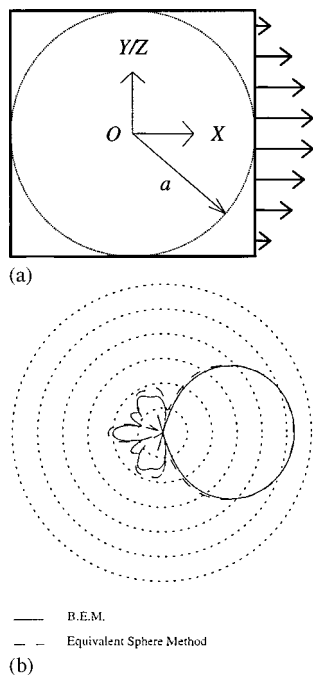 Y/Z
O
X
a
(a)
B.E.M.
Equivalent Sphere Method
(b)